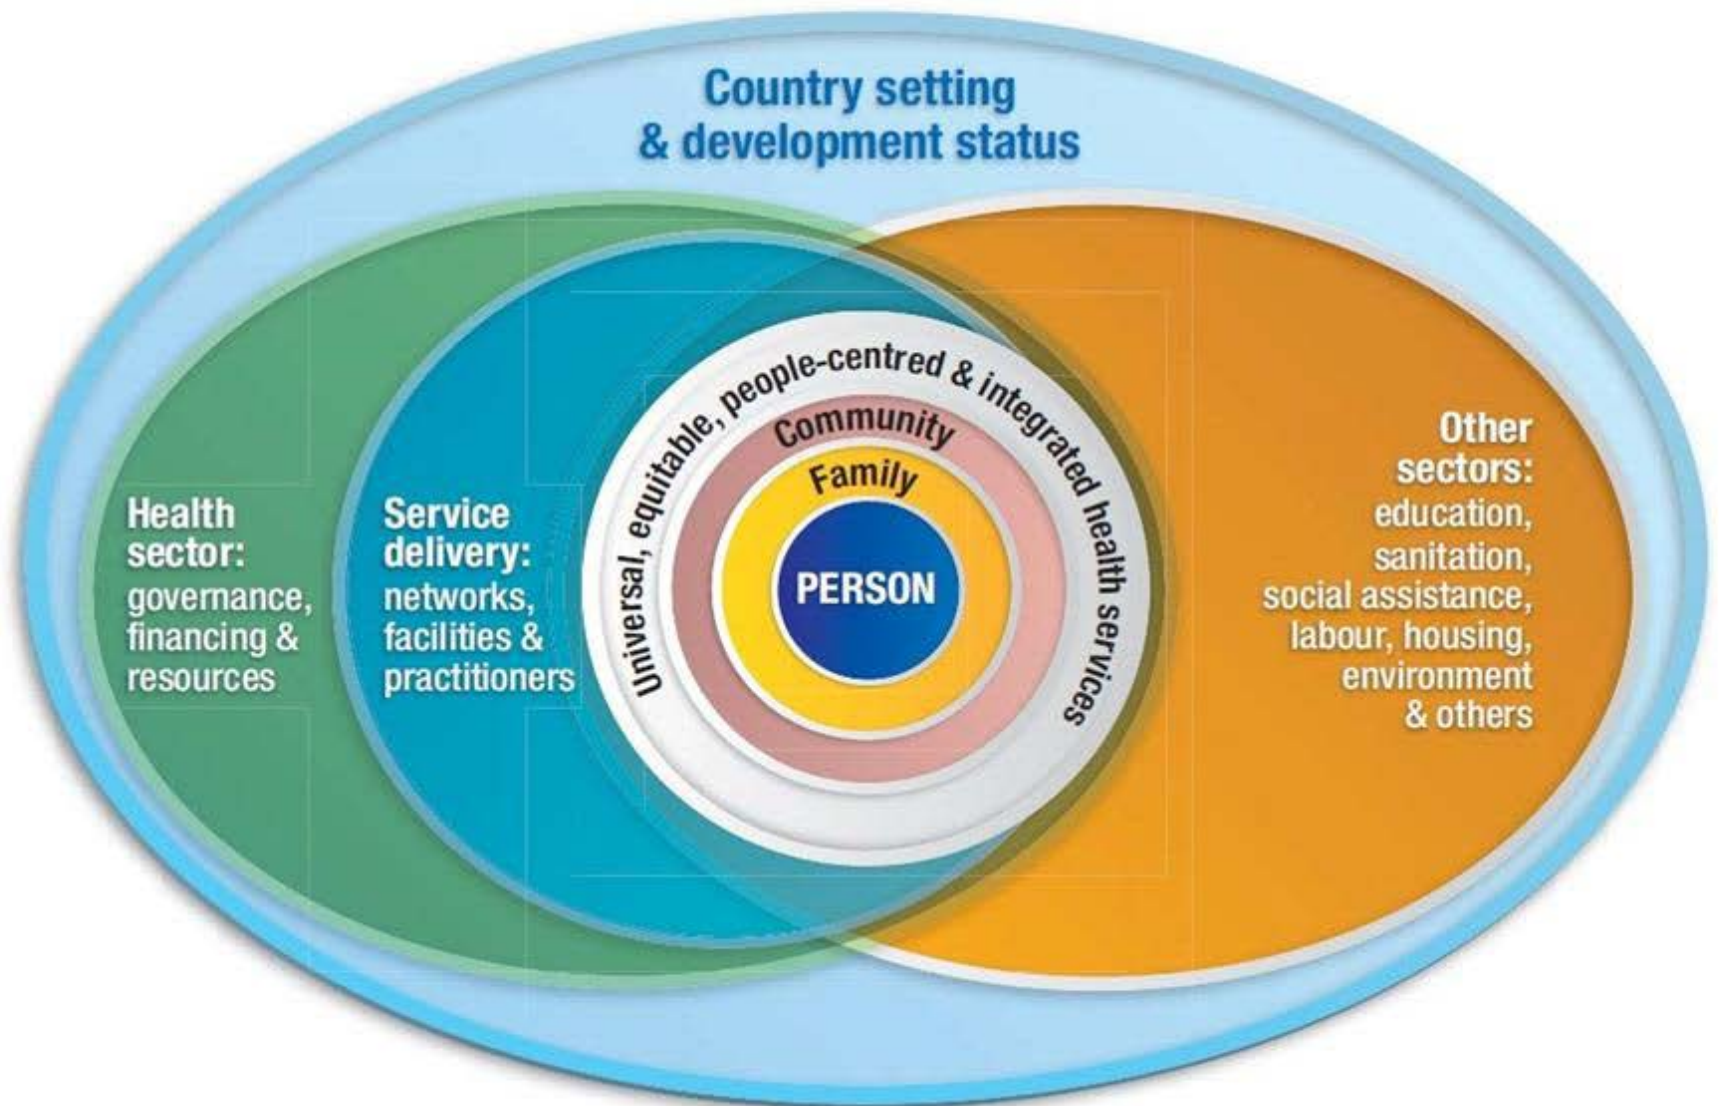 Country setting
& development status
Universal, equitable, people-centred & integrated health services
Community
Family
PERSON
Health
sector:
governance,
financing &
resources
Service
delivery:
networks,
facilities &
practitioners
Other
sectors:
education,
sanitation,
social assistance,
labour, housing,
environment
& others